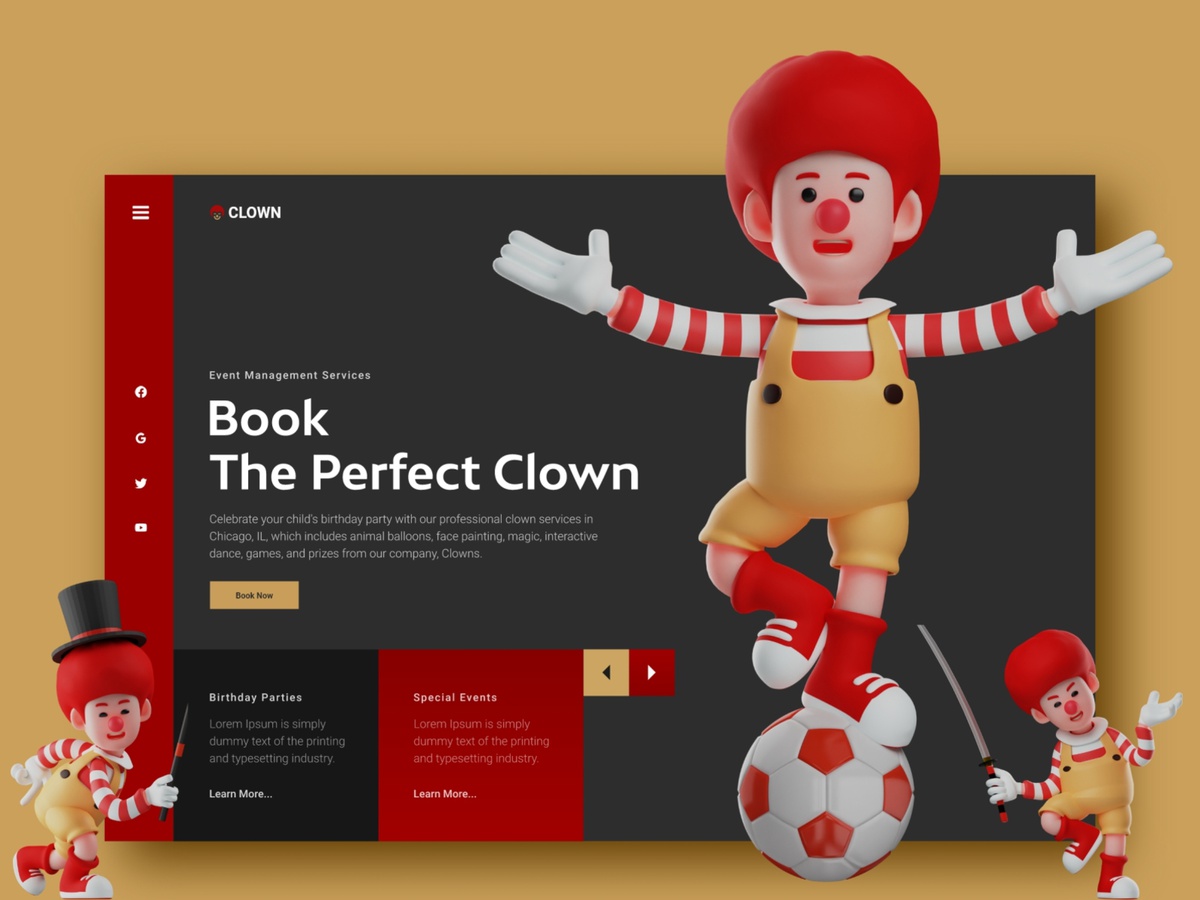 CLOWN
Event Management Services
Book
The Perfect Clown
Celebrate your child's birthday party with our professional clown services in
Chicago, IL, which includes animal balloons, face painting, magic, interactive
dance, games, and prizes from our company, Clowns.
Book Now
Birthday Parties
Lorem Ipsum is simply
dummy text of the printing
and typesetting industry.
Learn More...
Special Events
Lorem Ipsum is simply
dummy text of the printing
and typesetting industry.
Learn More...